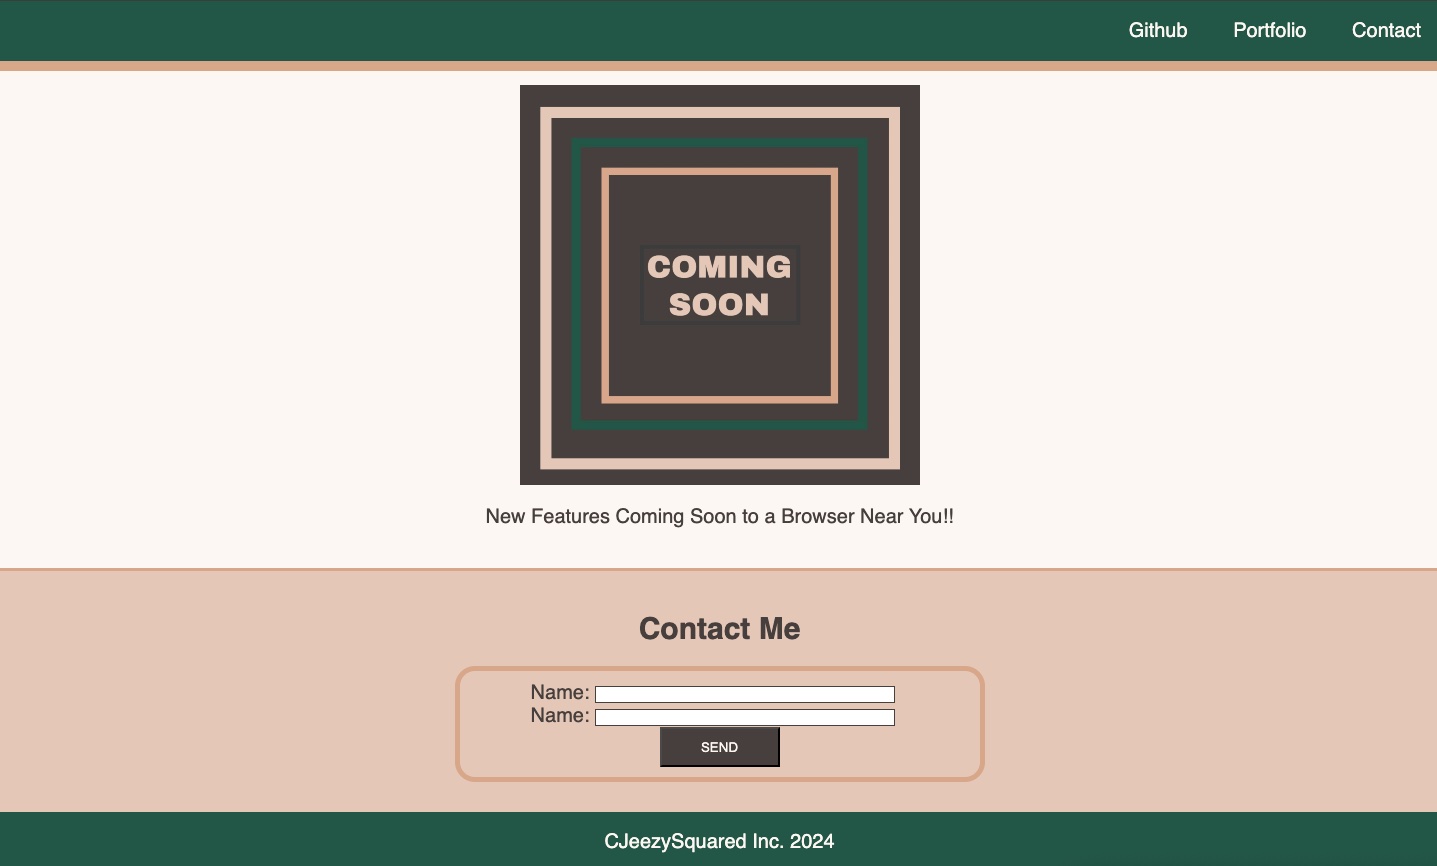 Github Portfolio Contact
COMING
SOON
New Features Coming Soon to a Browser Near You!!
Contact Me
Name:
Name:
SEND
CJeezySquared Inc. 2024